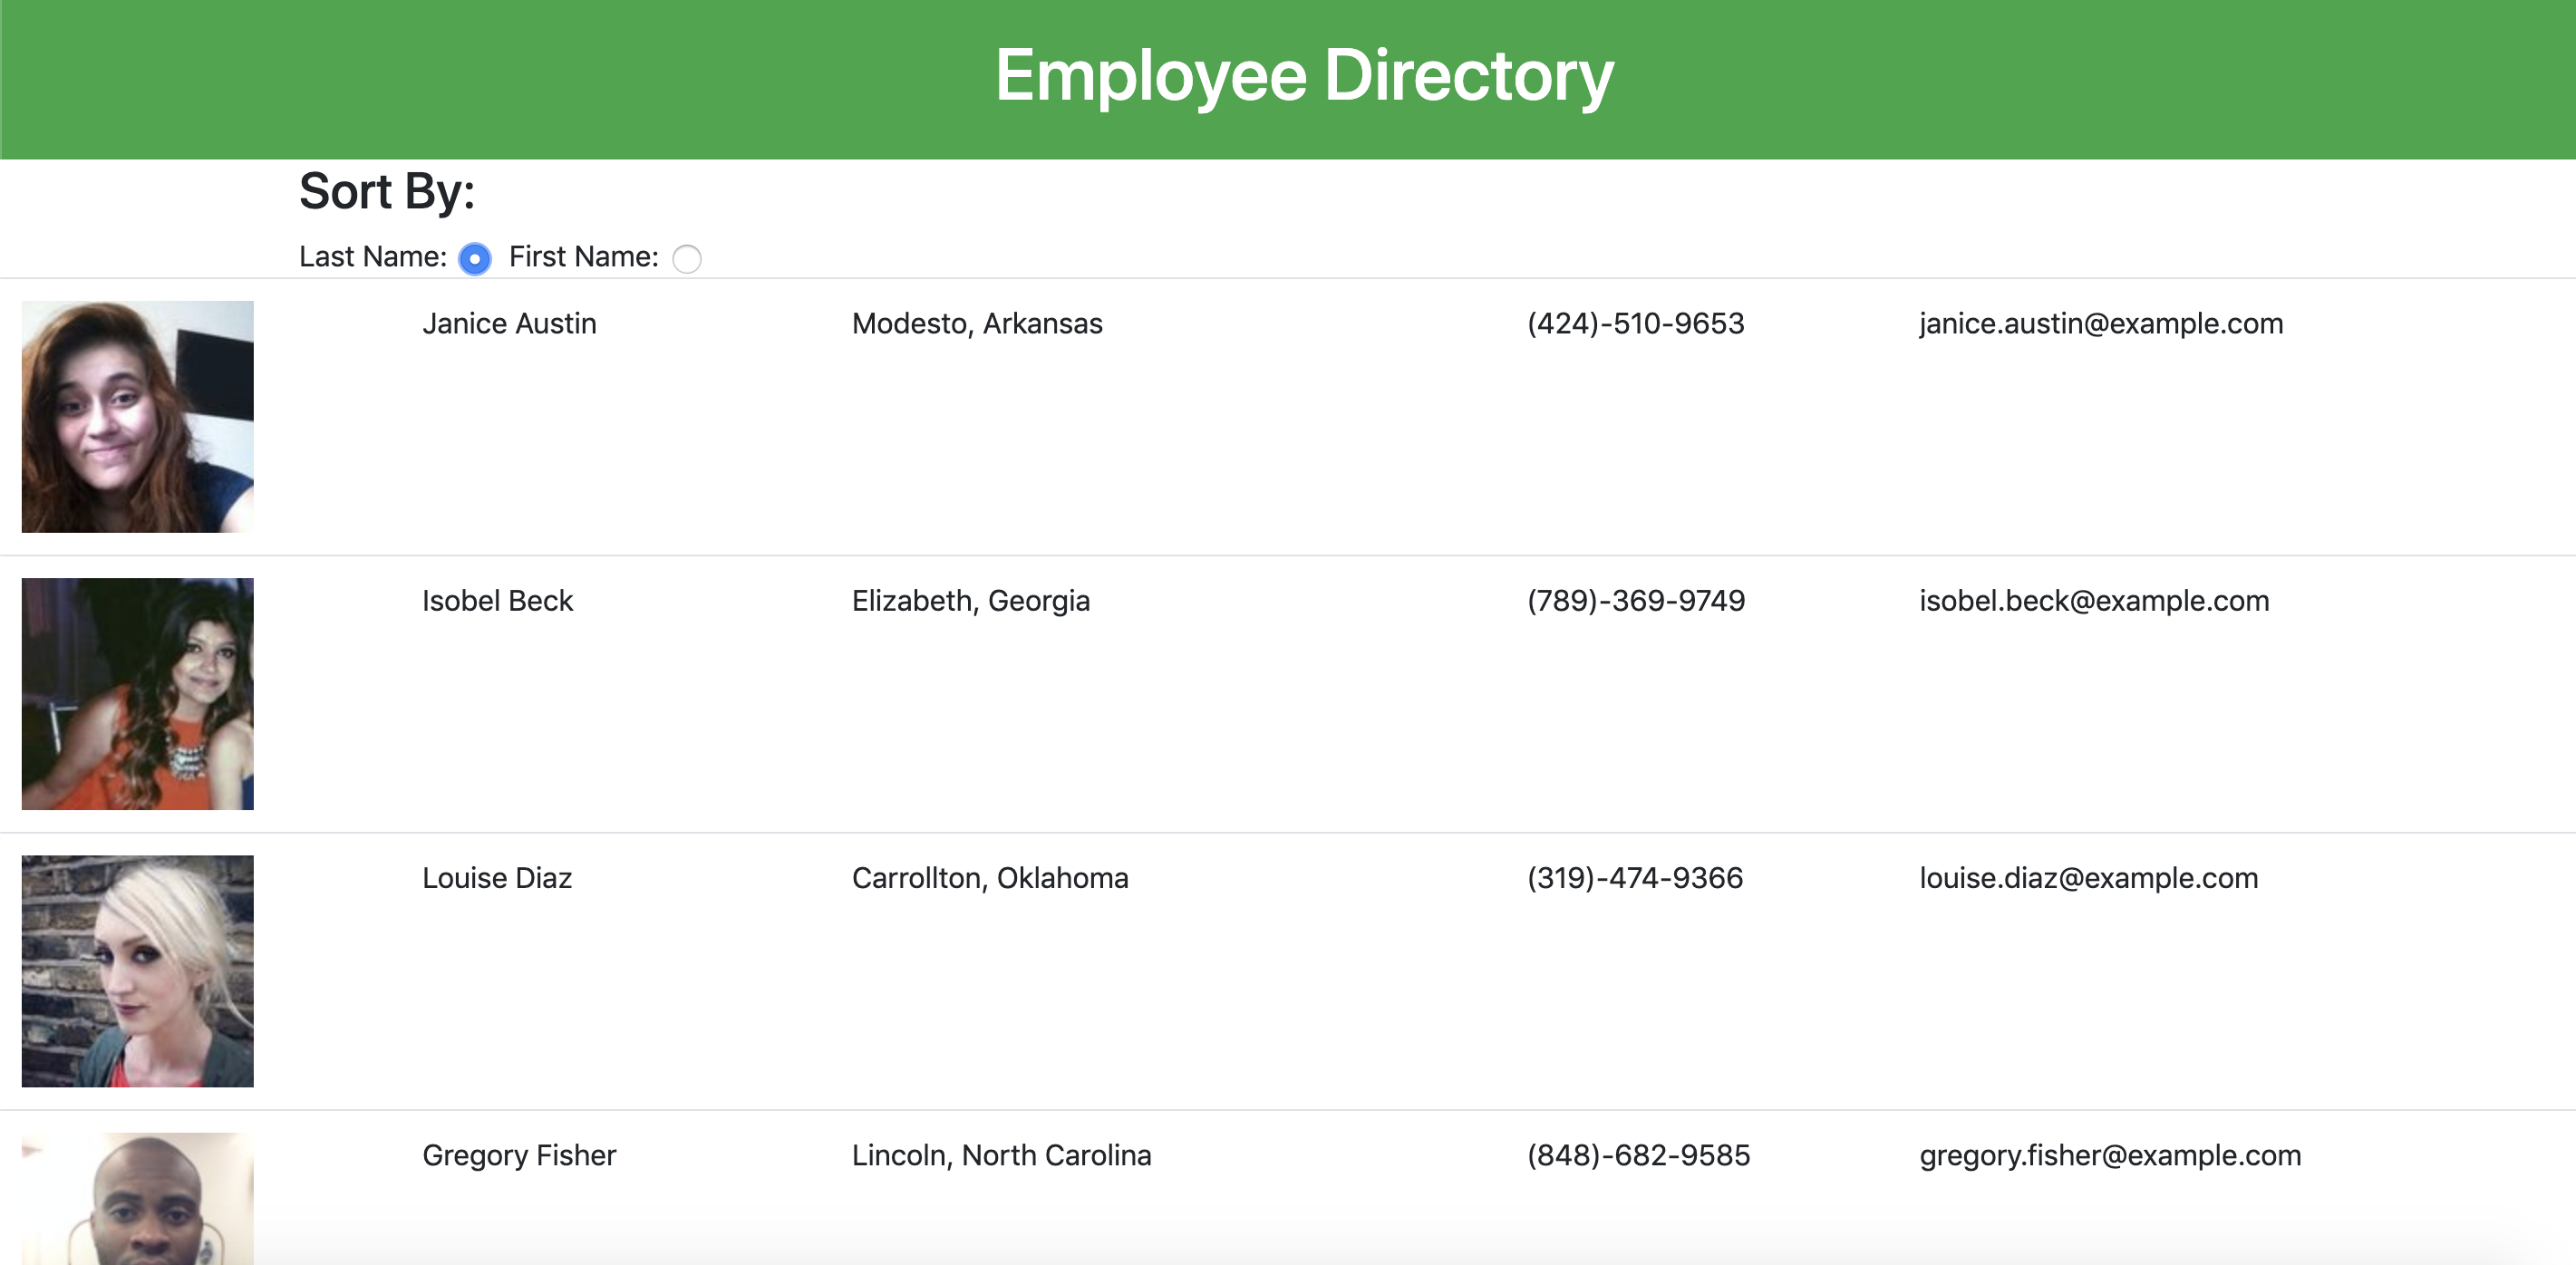 Employee Directory
Sort By:
Last Name: First Name:
Janice Austin Modesto, Arkansas (424)-510-9653 janice.austin@example.com
Isobel Beck Elizabeth, Georgia (789)-369-9749 isobel.beck@example.com
Louise Diaz Carrollton, Oklahoma (319)-474-9366 louise.diaz@example.com
Gregory Fisher Lincoln, North Carolina (848)-682-9585 gregory.fisher@example.com